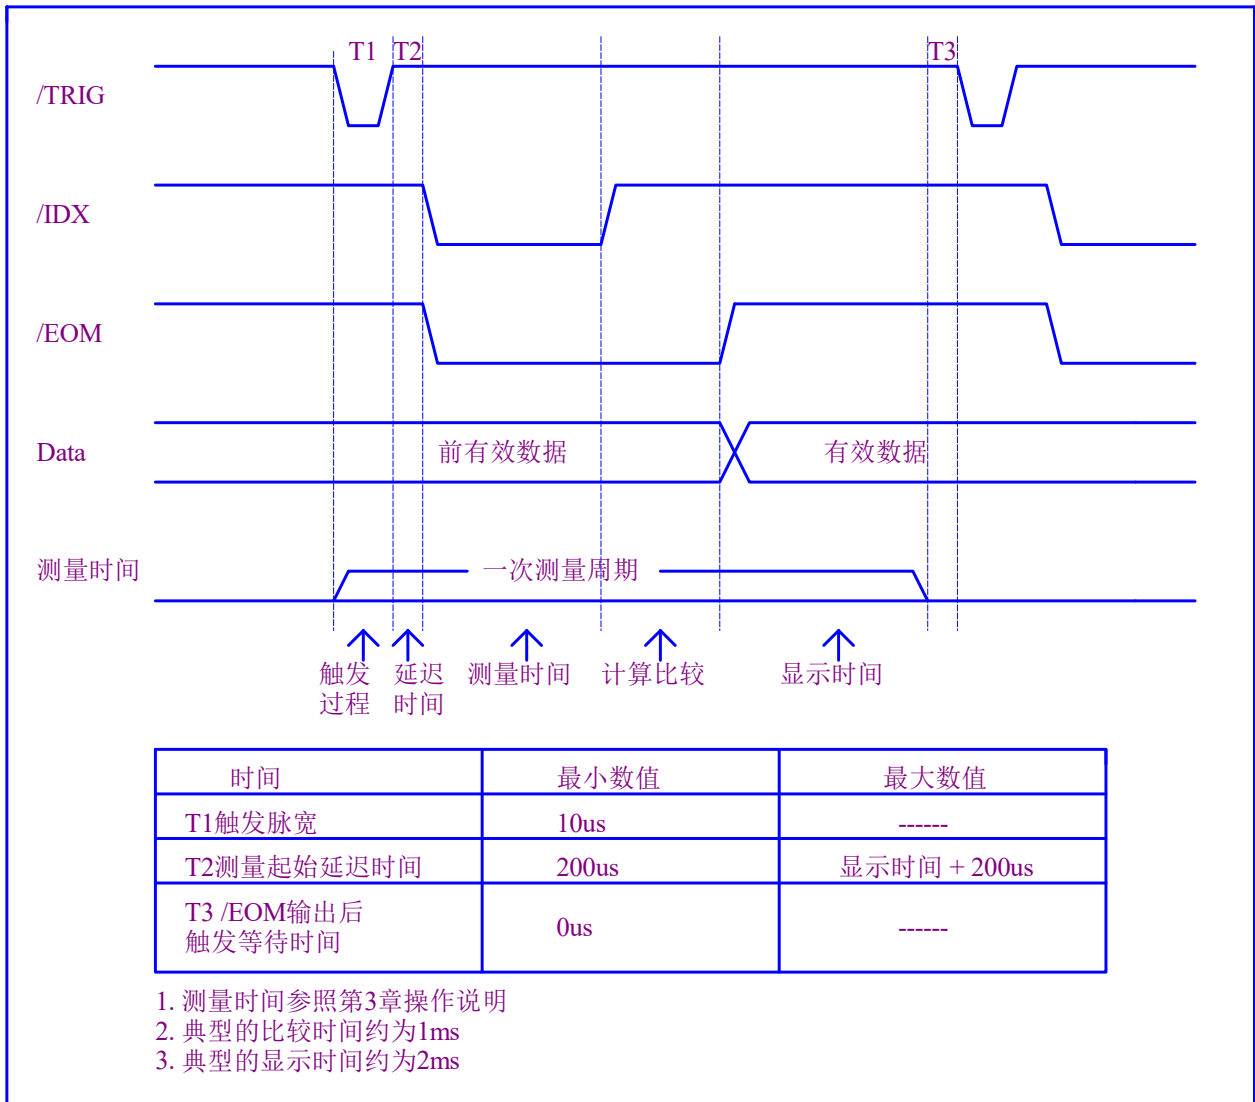 T1 T2 T3
/TRIG
/IDX
/EOM
Data 前有效数据 有效数据
测量时间 一次测量周期
触发过程 延迟时间 测量时间 计算比较 显示时间
时间 最小数值 最大数值
T1触发脉宽 10us ------
T2测量起始延迟时间 200us 显示时间 + 200us
T3 /EOM输出后
触发等待时间 0us ------
1. 测量时间参照第3章操作说明
2. 典型的比较时间约为1ms
3. 典型的显示时间约为2ms